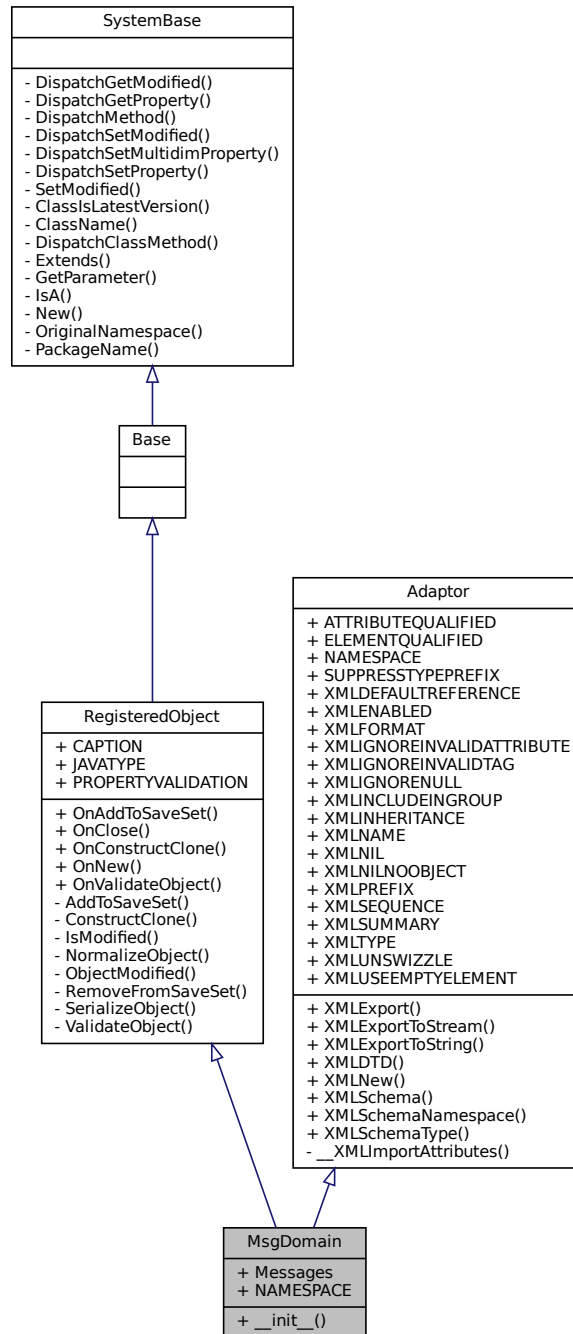 SystemBase
- DispatchGetModified()
- DispatchGetProperty()
- DispatchMethod()
- DispatchSetModified()
- DispatchSetMultidimProperty()
- DispatchSetProperty()
- SetModified()
- ClassIsLatestVersion()
- ClassName()
- DispatchClassMethod()
- Extends()
- GetParameter()
- IsA()
- New()
- OriginalNamespace()
- PackageName()
Base
RegisteredObject
+ CAPTION
+ JAVATYPE
+ PROPERTYVALIDATION
+ OnAddToSaveSet()
+ OnClose()
+ OnConstructClone()
+ OnNew()
+ OnValidateObject()
- AddToSaveSet()
- ConstructClone()
- IsModified()
- NormalizeObject()
- ObjectModified()
- RemoveFromSaveSet()
- SerializeObject()
- ValidateObject()
Adaptor
+ ATTRIBUTEQUALIFIED
+ ELEMENTQUALIFIED
+ NAMESPACE
+ SUPPRESSTYPEPREFIX
+ XMLDEFAULTREFERENCE
+ XMLENABLED
+ XMLFORMAT
+ XMLIGNOREINVALIDATTRIBUTE
+ XMLIGNOREINVALIDTAG
+ XMLIGNORENULL
+ XMLINCLUDEINGROUP
+ XMLINHERITANCE
+ XMLNAME
+ XMLNIL
+ XMLNILNOOBJECT
+ XMLPREFIX
+ XMLSEQUENCE
+ XMLSUMMARY
+ XMLTYPE
+ XMLUNSWIZZLE
+ XMLUSEEMPTYELEMENT
+ XMLExport()
+ XMLExportToStream()
+ XMLExportToString()
+ XMLDTD()
+ XMLNew()
+ XMLSchema()
+ XMLSchemaNamespace()
+ XMLSchemaType()
- __XMLImportAttributes()
MsgDomain
+ Messages
+ NAMESPACE
+ __init__()